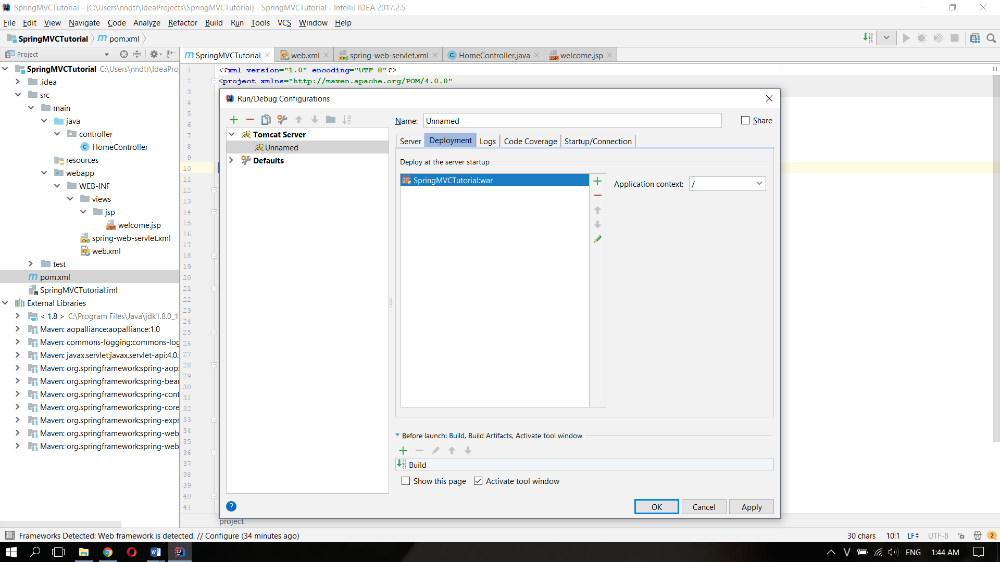 SpringMVCTutorial - [C:\Users\nndtr\IdeaProjects\SpringMVCTutorial] - SpringMVCTutorial - IntelliJ IDEA 2017.2.5
File Edit View Navigate Code Analyze Refactor Build Run Tools VCS Window Help
SpringMVCTutorial pom.xml
Project
SpringMVCTutorial web.xml spring-web-servlet.xml HomeController.java welcome.jsp
SpringMVCTutorial C:\Users\nndtr\IdeaPro
.idea
src
main
java
controller
HomeController
resources
webapp
WEB-INF
views
jsp
welcome.jsp
spring-web-servlet.xml
web.xml
test
pom.xml
SpringMVCTutorial.iml
External Libraries
< 1.8 > C:\Program Files\Java\jdk1.8.0_1
Maven: aopalliance:aopalliance:1.0
Maven: commons-logging:commons-log
Maven: javax.servlet:javax.servlet-api:4.0.
Maven: org.springframework:spring-aop:
Maven: org.springframework:spring-bear
Maven: org.springframework:spring-cont
Maven: org.springframework:spring-core
Maven: org.springframework:spring-expr
Maven: org.springframework:spring-web
Maven: org.springframework:spring-web
1 <?xml version="1.0" encoding="UTF-8"?>
2 <project xmlns="http://maven.apache.org/POM/4.0.0"
3
4
5
6
7
8
9
10
11
12
13
14
15
16
17
18
19
20
21
22
23
24
25
26
27
28
29
30
31
32
33
34
35
36
37
38
39
40
41
Run/Debug Configurations
Tomcat Server
Unnamed
Defaults
Name: Unnamed Share
Server Deployment Logs Code Coverage Startup/Connection
Deploy at the server startup
SpringMVCTutorial:war
Application context: /
Before launch: Build, Build Artifacts, Activate tool window
Build
Show this page Activate tool window
OK Cancel Apply
project
Frameworks Detected: Web framework is detected. // Configure (34 minutes ago)
30 chars 10:1 LF UTF-8 2
ENG 1:44 AM